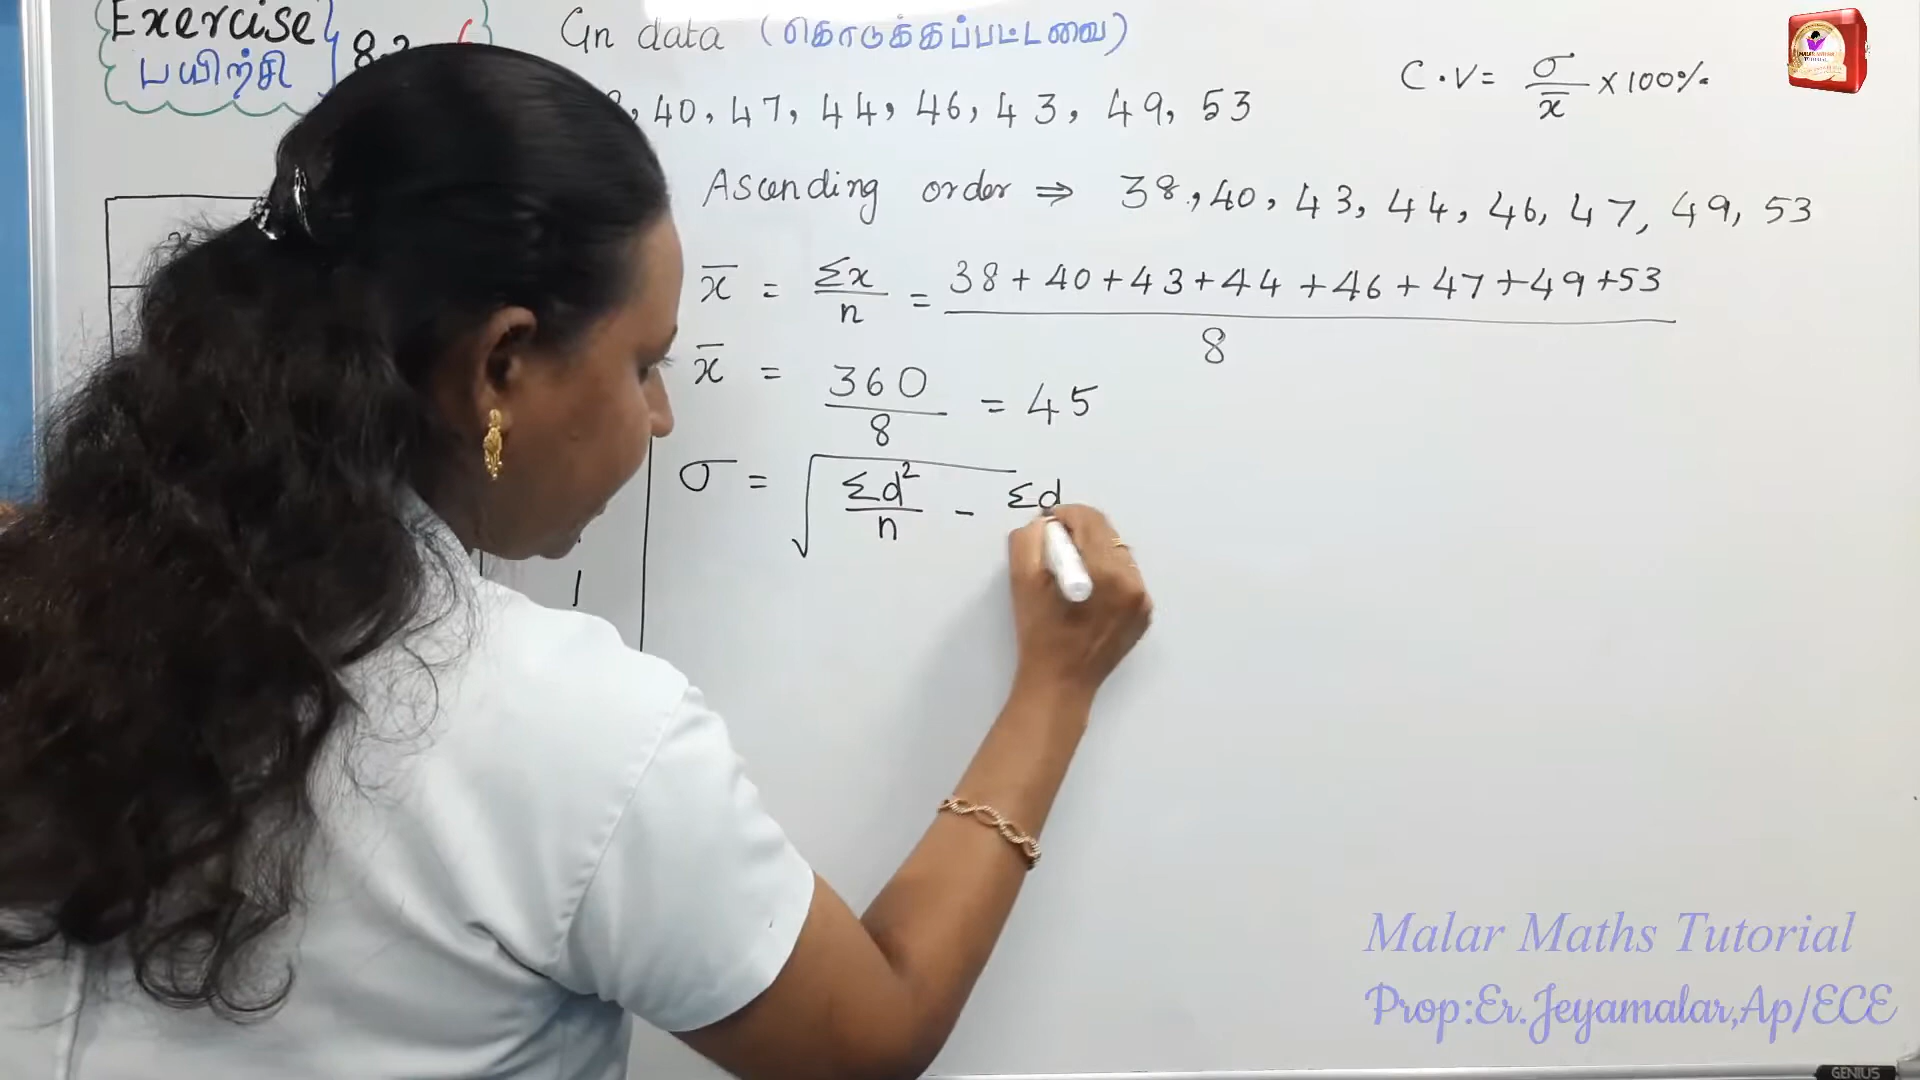 Exercise
பயிற்சி
Gn data (கொடுக்கப்பட்டவை)
C.V = σ/x̅ × 100%
, 40, 47, 44, 46, 43, 49, 53
Ascending order ⇒ 38, 40, 43, 44, 46, 47, 49, 53
x̅ = Σx/n = 38 + 40 + 43 + 44 + 46 + 47 + 49 + 53 / 8
x̅ = 360/8 = 45
σ = √ Σd²/n - Σd
1
Malar Maths Tutorial
Prop:Er.Jeyamalar,Ap/ECE
GENIUS